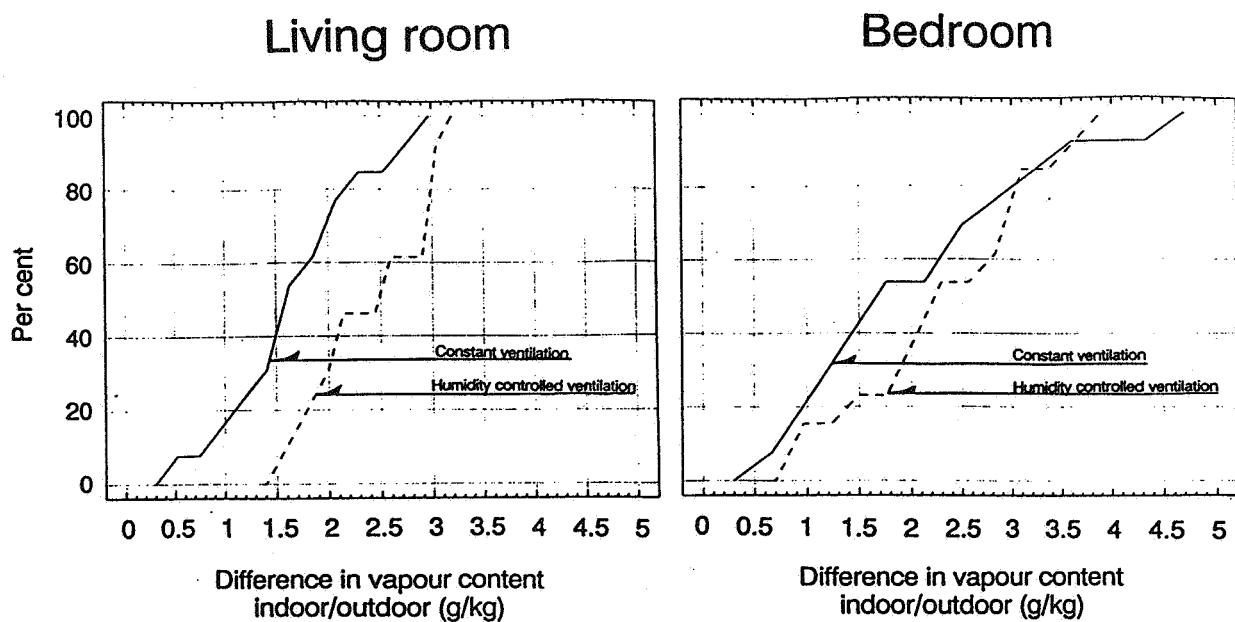 Living room
Bedroom
Per cent
100
80
60
40
20
0
Constant ventilation
Humidity controlled ventilation
0 0.5 1 1.5 2 2.5 3 3.5 4 4.5 5
Difference in vapour content
indoor/outdoor (g/kg)
Constant ventilation
Humidity controlled ventilation
0 0.5 1 1.5 2 2.5 3 3.5 4 4.5 5
Difference in vapour content
indoor/outdoor (g/kg)